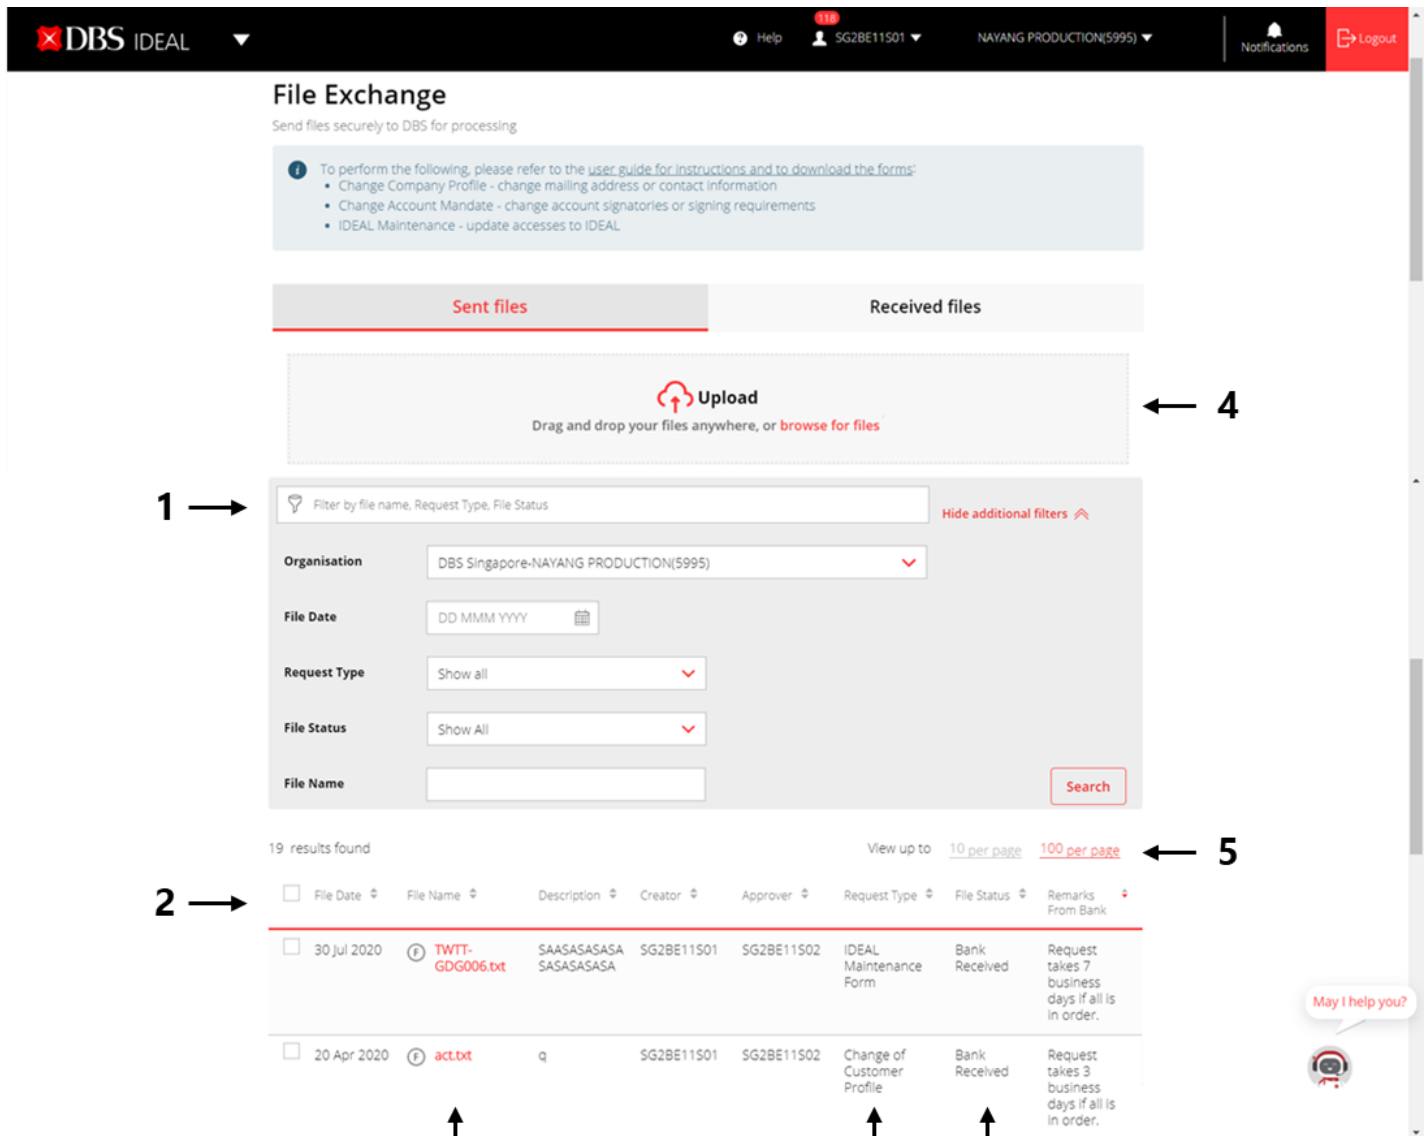 DBS IDEAL
Help
118
SG2BE11S01
NAYANG PRODUCTION(5995)
Notifications
Logout
File Exchange
Send files securely to DBS for processing
To perform the following, please refer to the user guide for instructions and to download the forms:
• Change Company Profile - change mailing address or contact information
• Change Account Mandate - change account signatories or signing requirements
• IDEAL Maintenance - update accesses to IDEAL
Sent files
Received files
Upload
Drag and drop your files anywhere, or browse for files
4
1
Filter by file name, Request Type, File Status
Hide additional filters
Organisation
DBS Singapore-NAYANG PRODUCTION(5995)
File Date
DD MMM YYYY
Request Type
Show all
File Status
Show All
File Name
Search
19 results found
View up to
10 per page
100 per page
5
2
File Date
File Name
Description
Creator
Approver
Request Type
File Status
Remarks
From Bank
30 Jul 2020
F
TWTT-
GDG006.txt
SAASASASASA
SASASASASA
SG2BE11S01
SG2BE11S02
IDEAL
Maintenance
Form
Bank
Received
Request
takes 7
business
days if all is
in order.
20 Apr 2020
F
act.txt
q
SG2BE11S01
SG2BE11S02
Change of
Customer
Profile
Bank
Received
Request
takes 3
business
days if all is
in order.
May I help you?